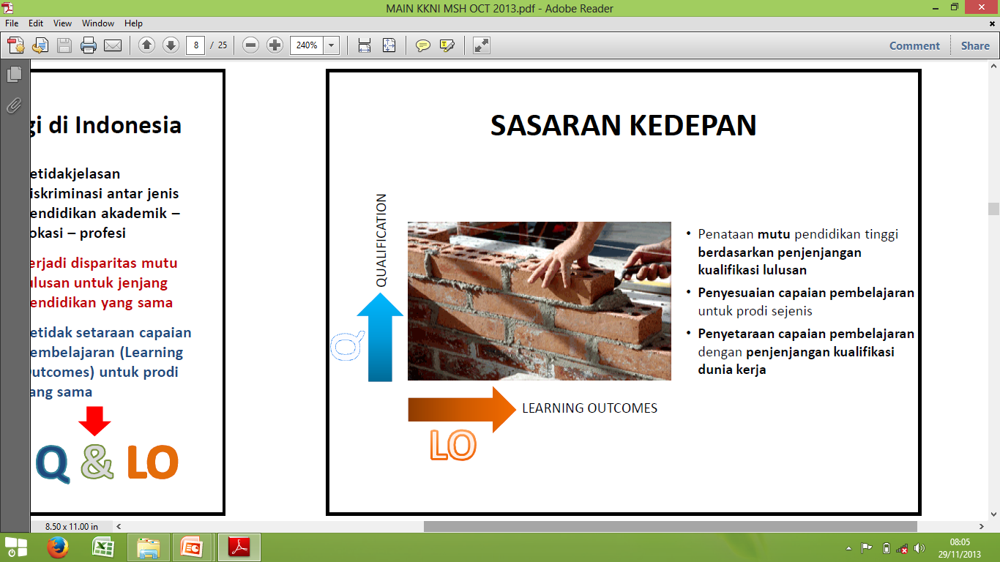 MAIN KKNI MSH OCT 2013.pdf - Adobe Reader
File Edit View Window Help
8 / 25 240% Comment Share
gi di Indonesia
etidakjelasan
iskriminasi antar jenis
endidikan akademik –
okasi – profesi
erjadi disparitas mutu
ulusan untuk jenjang
endidikan yang sama
etidak setaraan capaian
embelajaran (Learning
utcomes) untuk prodi
ang sama
Q & LO
SASARAN KEDEPAN
QUALIFICATION
Q
• Penataan mutu pendidikan tinggi
berdasarkan penjenjangan
kualifikasi lulusan
• Penyesuaian capaian pembelajaran
untuk prodi sejenis
• Penyetaraan capaian pembelajaran
dengan penjenjangan kualifikasi
dunia kerja
LEARNING OUTCOMES
LO
8.50 x 11.00 in
08:05
29/11/2013